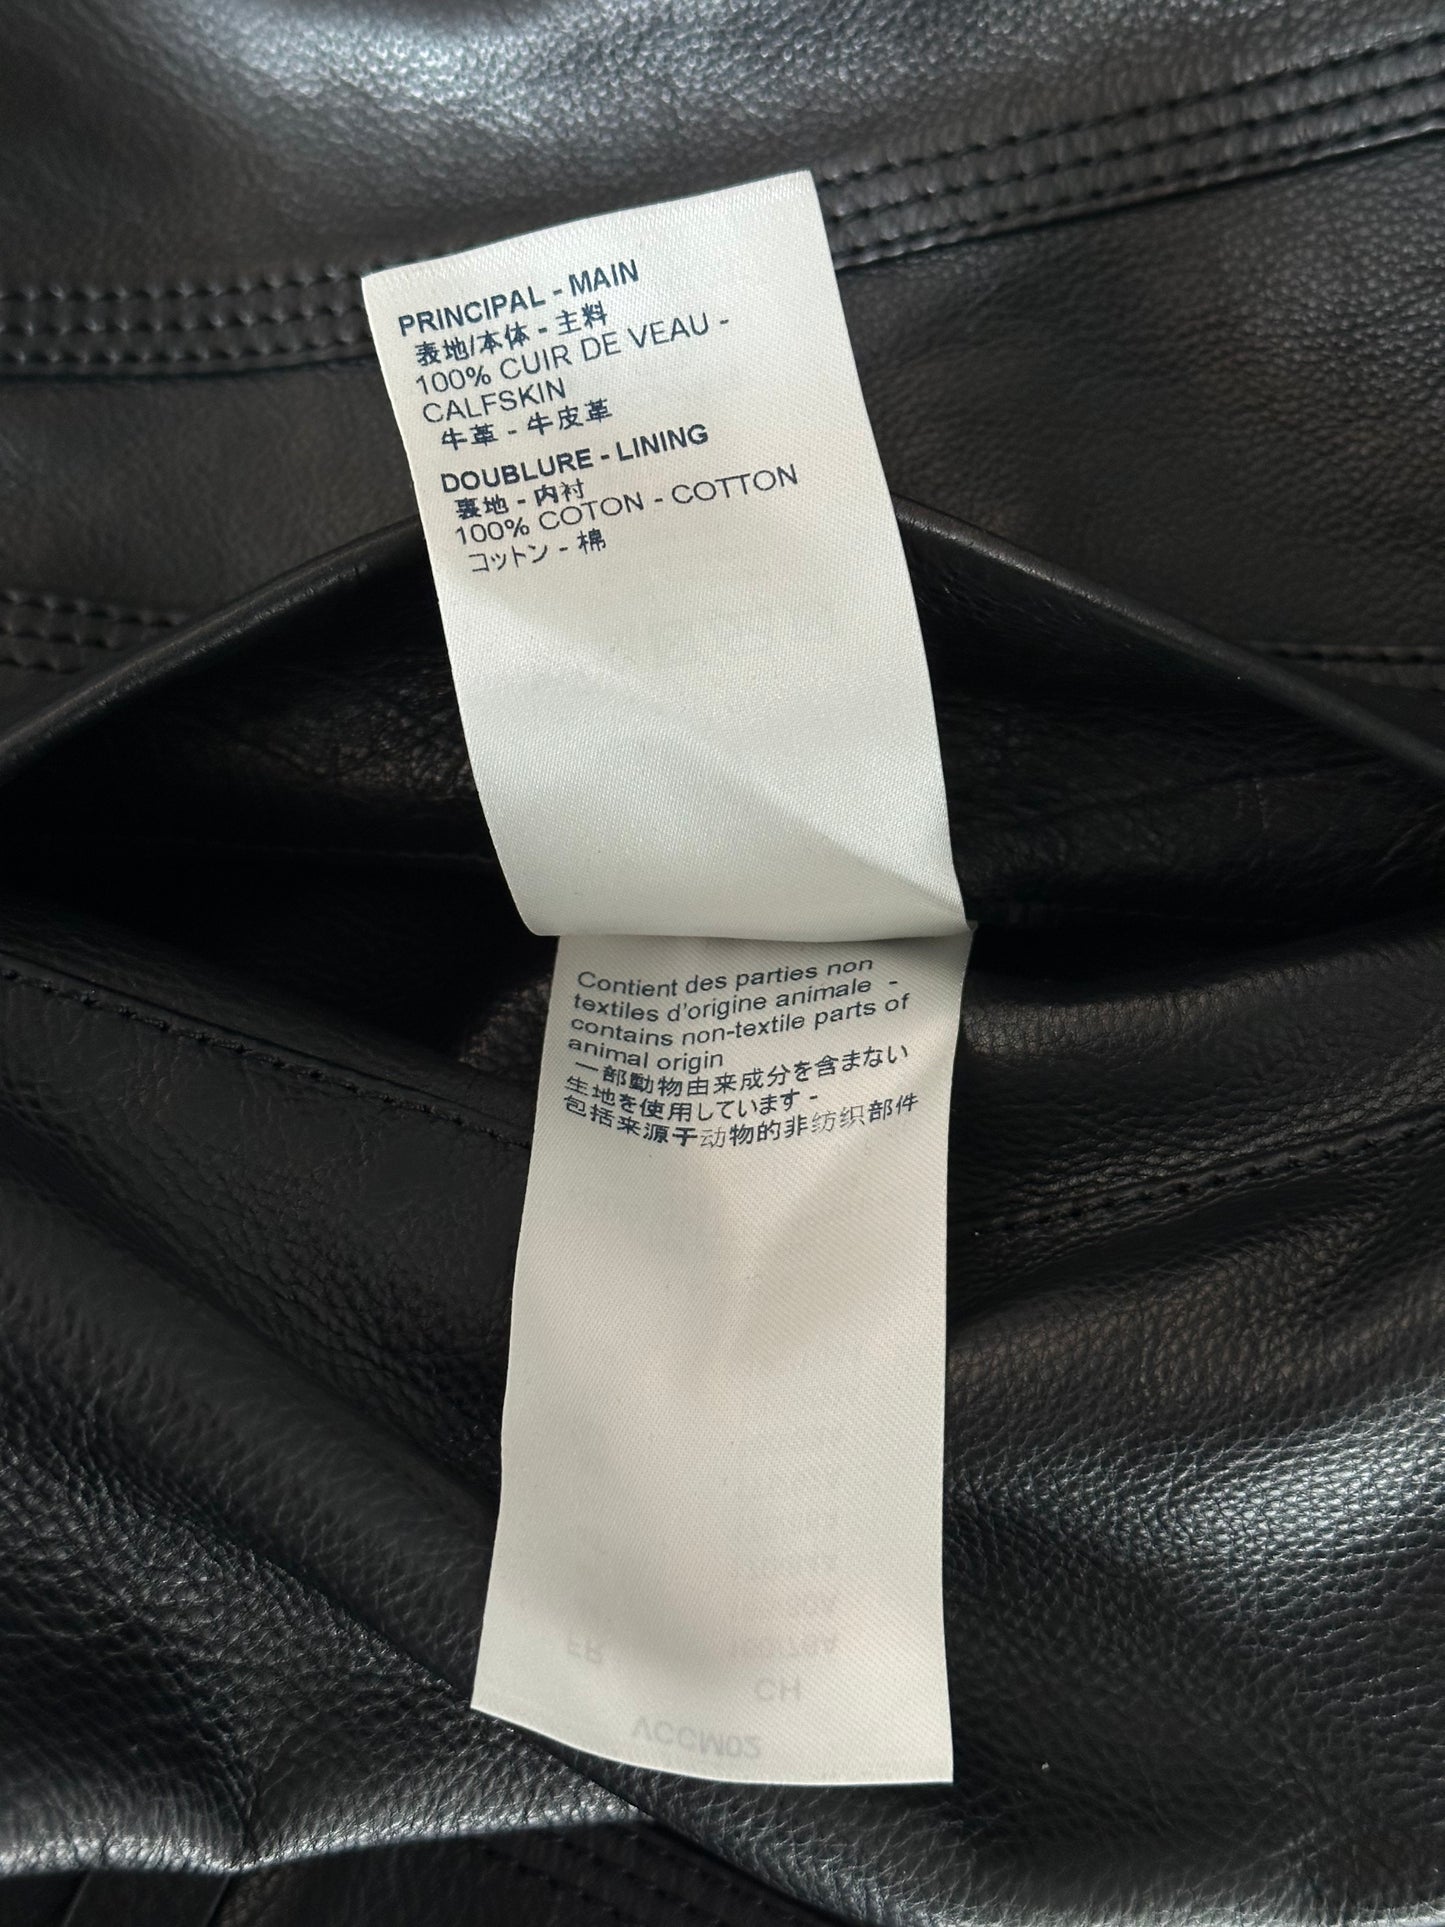 PRINCIPAL - MAIN
表地/本体 - 主料
100% CUIR DE VEAU -
CALFSKIN
牛革 - 牛皮革
DOUBLURE - LINING
裏地 - 内衬
100% COTON - COTTON
コットン - 棉
Contient des parties non
textiles d'origine animale -
contains non-textile parts of
animal origin
一部動物由来成分を含まない
生地を使用しています -
包括来源于动物的非纺织部件
FR
CH